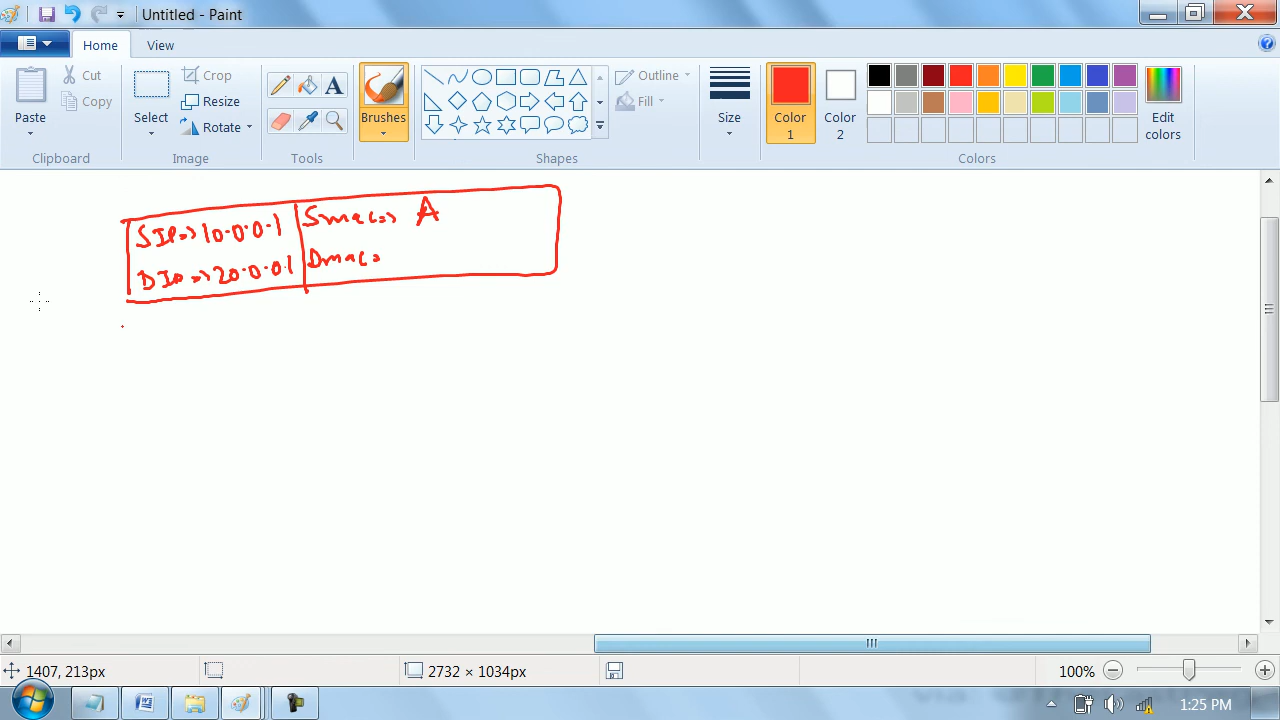 Untitled - Paint
Home
View
Cut
Copy
Paste
Clipboard
Select
Crop
Resize
Rotate
Image
Tools
Brushes
Shapes
Outline
Fill
Size
Color 1
Color 2
Edit colors
Colors
SIP=>10.0.0.1
Smac=> A
DIP=>20.0.0.1
Dmac=
1407, 213px
2732 × 1034px
100%
1:25 PM